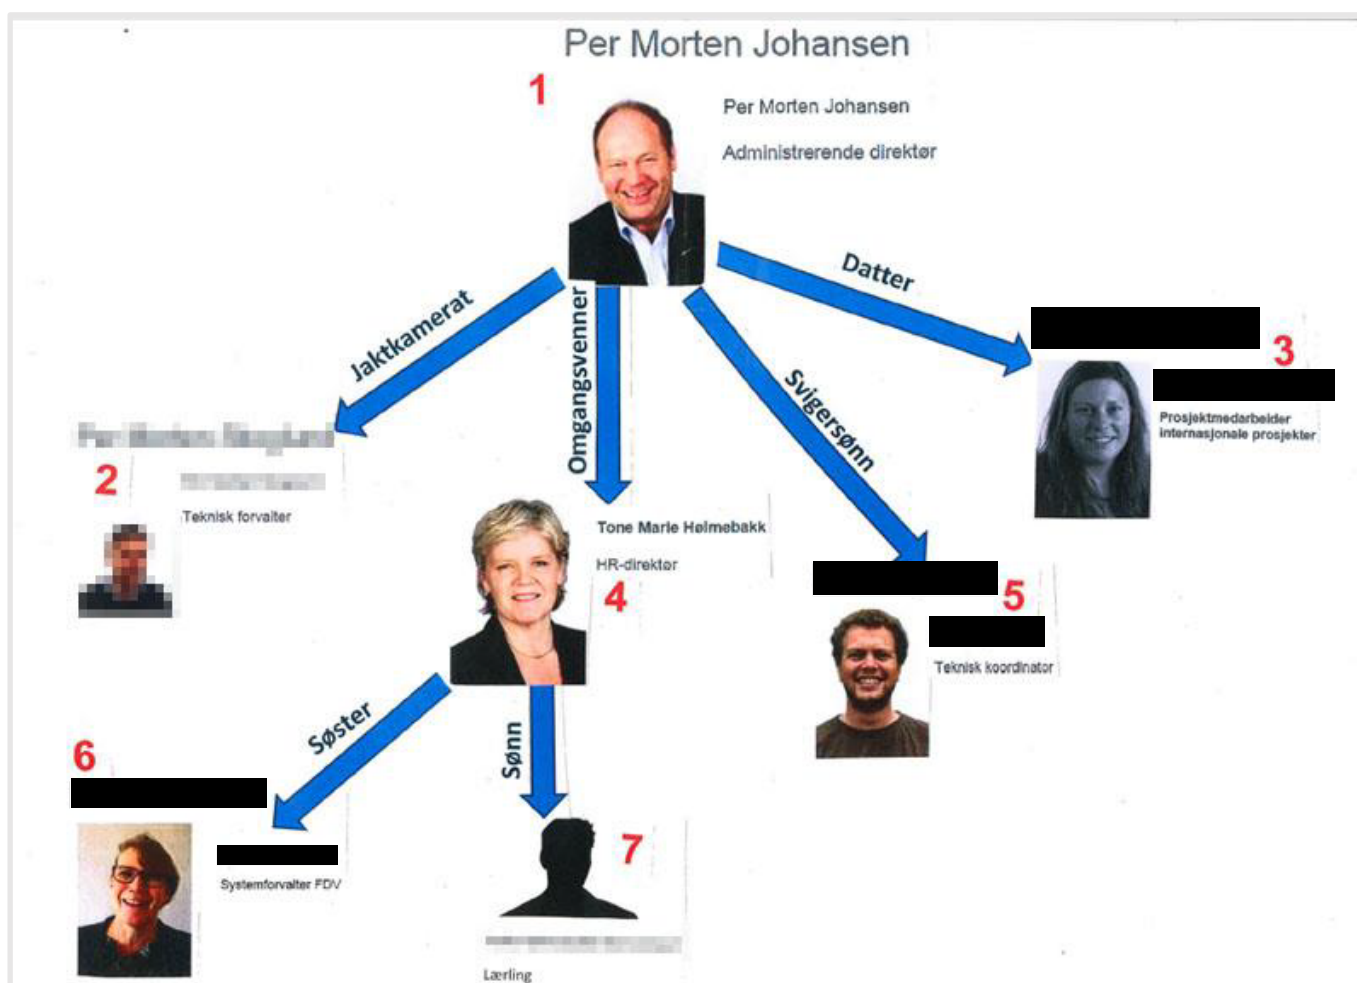 Per Morten Johansen
1
Per Morten Johansen
Administrerende direktør
Jaktkamerat
Omgangsvenner
Svigersønn
Datter
3
Prosjektmedarbeider
internasjonale prosjekter
2
Teknisk forvalter
Tone Marie Hølmebakk
HR-direktør
4
5
Teknisk koordinator
Søster
Sønn
6
Systemforvalter FDV
7
Lærling